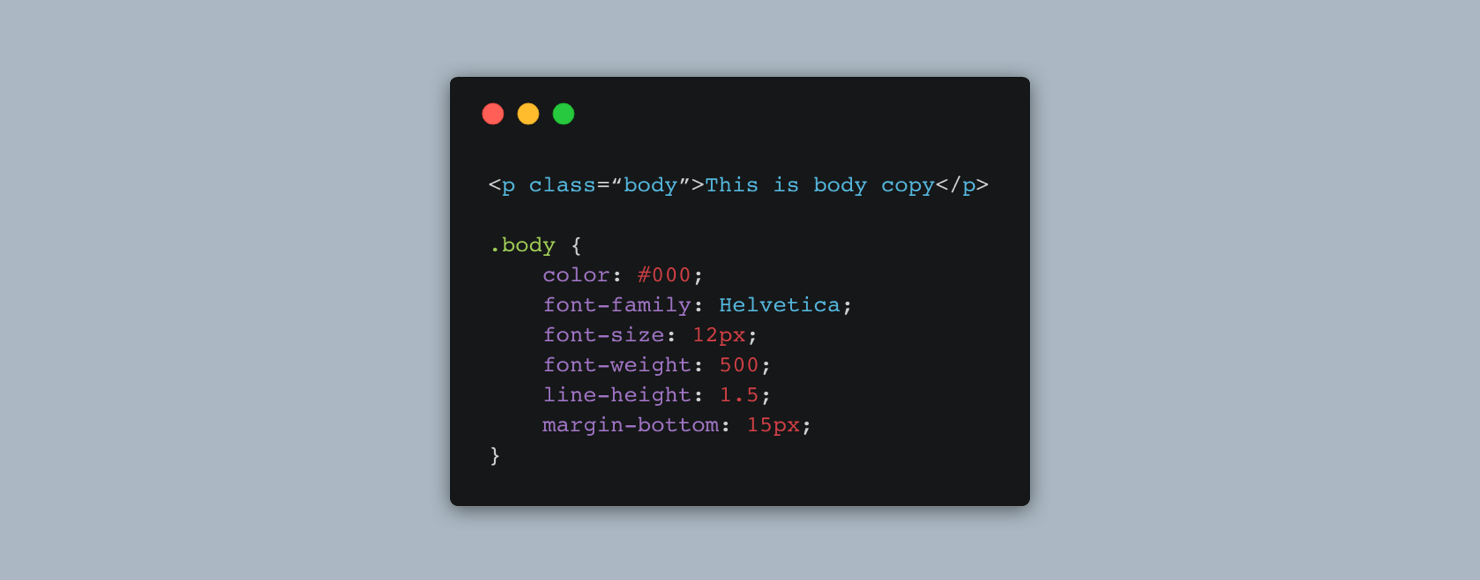 <p class=“body”>This is body copy</p>
.body {
color: #000;
font-family: Helvetica;
font-size: 12px;
font-weight: 500;
line-height: 1.5;
margin-bottom: 15px;
}